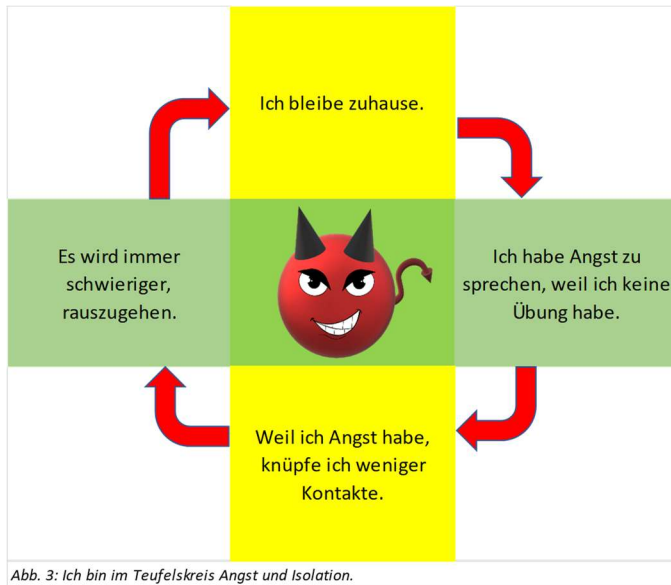 Ich bleibe zuhause.
Ich habe Angst zu
sprechen, weil ich keine
Übung habe.
Weil ich Angst habe,
knüpfe ich weniger
Kontakte.
Es wird immer
schwieriger,
rauszugehen.
Abb. 3: Ich bin im Teufelskreis Angst und Isolation.